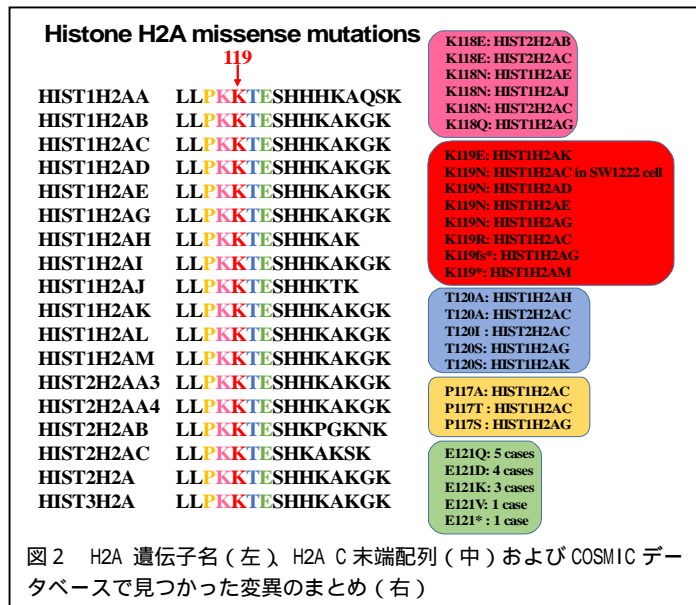 Histone H2A missense mutations
119
HIST1H2AA LLPKKTESHHHKAQSK
HIST1H2AB LLPKKTESHHKAKGK
HIST1H2AC LLPKKTESHHKAKGK
HIST1H2AD LLPKKTESHHKAKGK
HIST1H2AE LLPKKTESHHKAKGK
HIST1H2AG LLPKKTESHHKAKGK
HIST1H2AH LLPKKTESHHKAK
HIST1H2AI LLPKKTESHHKAKGK
HIST1H2AJ LLPKKTESHHKTK
HIST1H2AK LLPKKTESHHKAKGK
HIST1H2AL LLPKKTESHHKAKGK
HIST1H2AM LLPKKTESHHKAKGK
HIST2H2AA3 LLPKKTESHHKAKGK
HIST2H2AA4 LLPKKTESHHKAKGK
HIST2H2AB LLPKKTESHKPGKNK
HIST2H2AC LLPKKTESHKAKSK
HIST2H2A LLPKKTESHHKAKGK
HIST3H2A LLPKKTESHHKAKGK
K118E: HIST2H2AB
K118E: HIST2H2AC
K118N: HIST1H2AE
K118N: HIST1H2AJ
K118N: HIST2H2AC
K118Q: HIST1H2AG
K119E: HIST1H2AK
K119N: HIST1H2AC in SW1222 cell
K119N: HIST1H2AD
K119N: HIST1H2AE
K119N: HIST1H2AG
K119R: HIST1H2AC
K119fs*: HIST1H2AG
K119*: HIST1H2AM
T120A: HIST1H2AH
T120A: HIST2H2AC
T120I : HIST2H2AC
T120S: HIST1H2AG
T120S: HIST1H2AK
P117A: HIST1H2AC
P117T : HIST1H2AC
P117S : HIST1H2AG
E121Q: 5 cases
E121D: 4 cases
E121K: 3 cases
E121V: 1 case
E121* : 1 case
図2 H2A 遺伝子名(左)、H2A C 末端配列(中)および COSMIC デー
タベースで見つかった変異のまとめ(右)